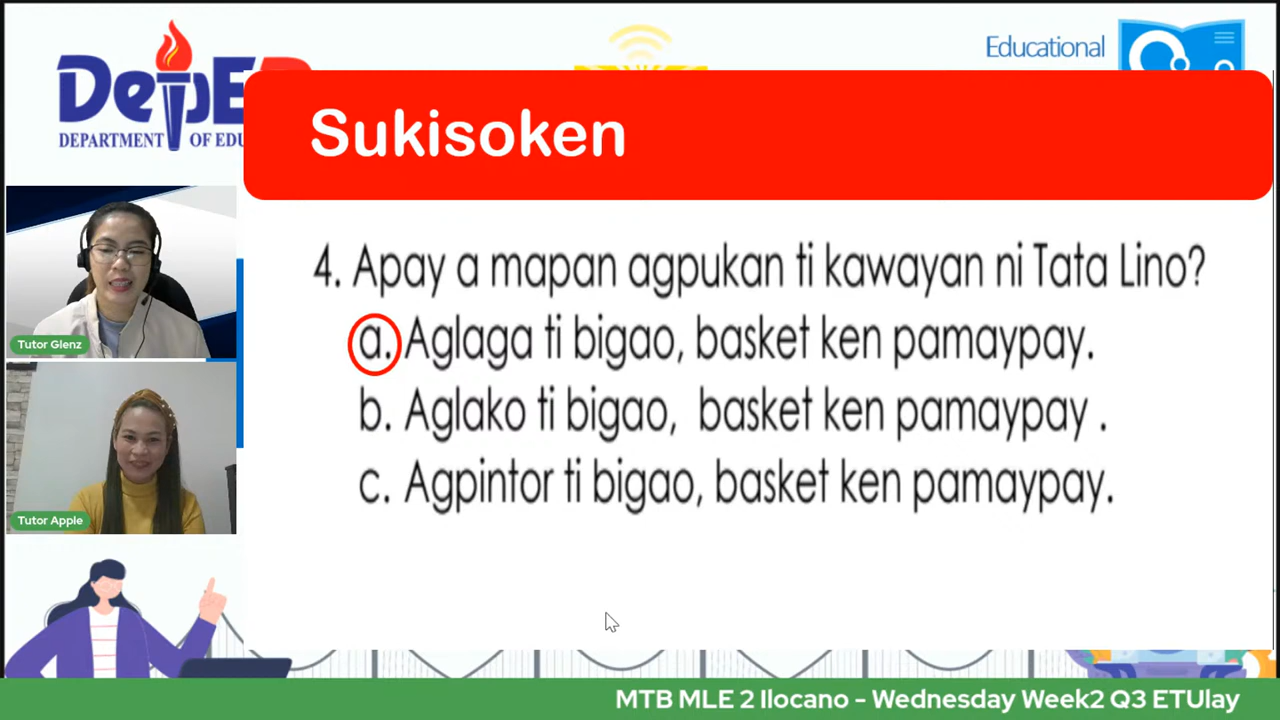 DepED
DEPARTMENT OF EDU
Educational
Sukisoken
4. Apay a mapan agpukan ti kawayan ni Tata Lino?
a. Aglaga ti bigao, basket ken pamaypay.
b. Aglako ti bigao, basket ken pamaypay .
c. Agpintor ti bigao, basket ken pamaypay.
Tutor Glenz
Tutor Apple
MTB MLE 2 Ilocano - Wednesday Week2 Q3 ETUlay